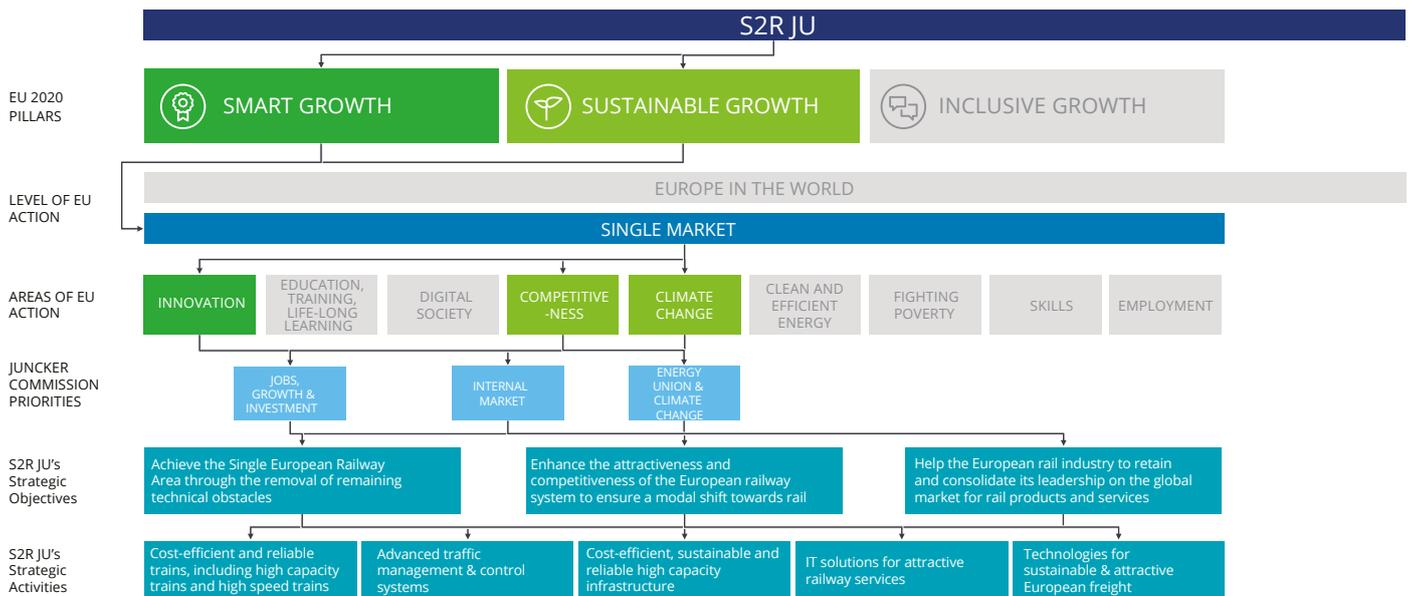 S2R JU
EU 2020
PILLARS
SMART GROWTH
SUSTAINABLE GROWTH
INCLUSIVE GROWTH
LEVEL OF EU
ACTION
EUROPE IN THE WORLD
SINGLE MARKET
AREAS OF EU
ACTION
INNOVATION
EDUCATION,
TRAINING,
LIFE-LONG
LEARNING
DIGITAL
SOCIETY
COMPETITIVE
-NESS
CLIMATE
CHANGE
CLEAN AND
EFFICIENT
ENERGY
FIGHTING
POVERTY
SKILLS
EMPLOYMENT
JUNCKER
COMMISSION
PRIORITIES
JOBS,
GROWTH &
INVESTMENT
INTERNAL
MARKET
ENERGY
UNION &
CLIMATE
CHANGE
S2R JU’s
Strategic
Objectives
Achieve the Single European Railway
Area through the removal of remaining
technical obstacles
Enhance the attractiveness and
competitiveness of the European railway
system to ensure a modal shift towards rail
Help the European rail industry to retain
and consolidate its leadership on the global
market for rail products and services
S2R JU’s
Strategic
Activities
Cost-efficient and reliable
trains, including high capacity
trains and high speed trains
Advanced traffic
management & control
systems
Cost-efficient, sustainable and
reliable high capacity
infrastructure
IT solutions for attractive
railway services
Technologies for
sustainable & attractive
European freight